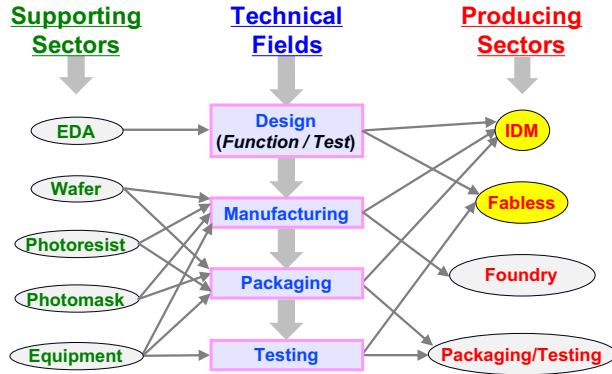 Supporting
Sectors
Technical
Fields
Producing
Sectors
EDA
Design
(Function / Test)
IDM
Wafer
Manufacturing
Fabless
Photoresist
Packaging
Foundry
Photomask
Equipment
Testing
Packaging/Testing